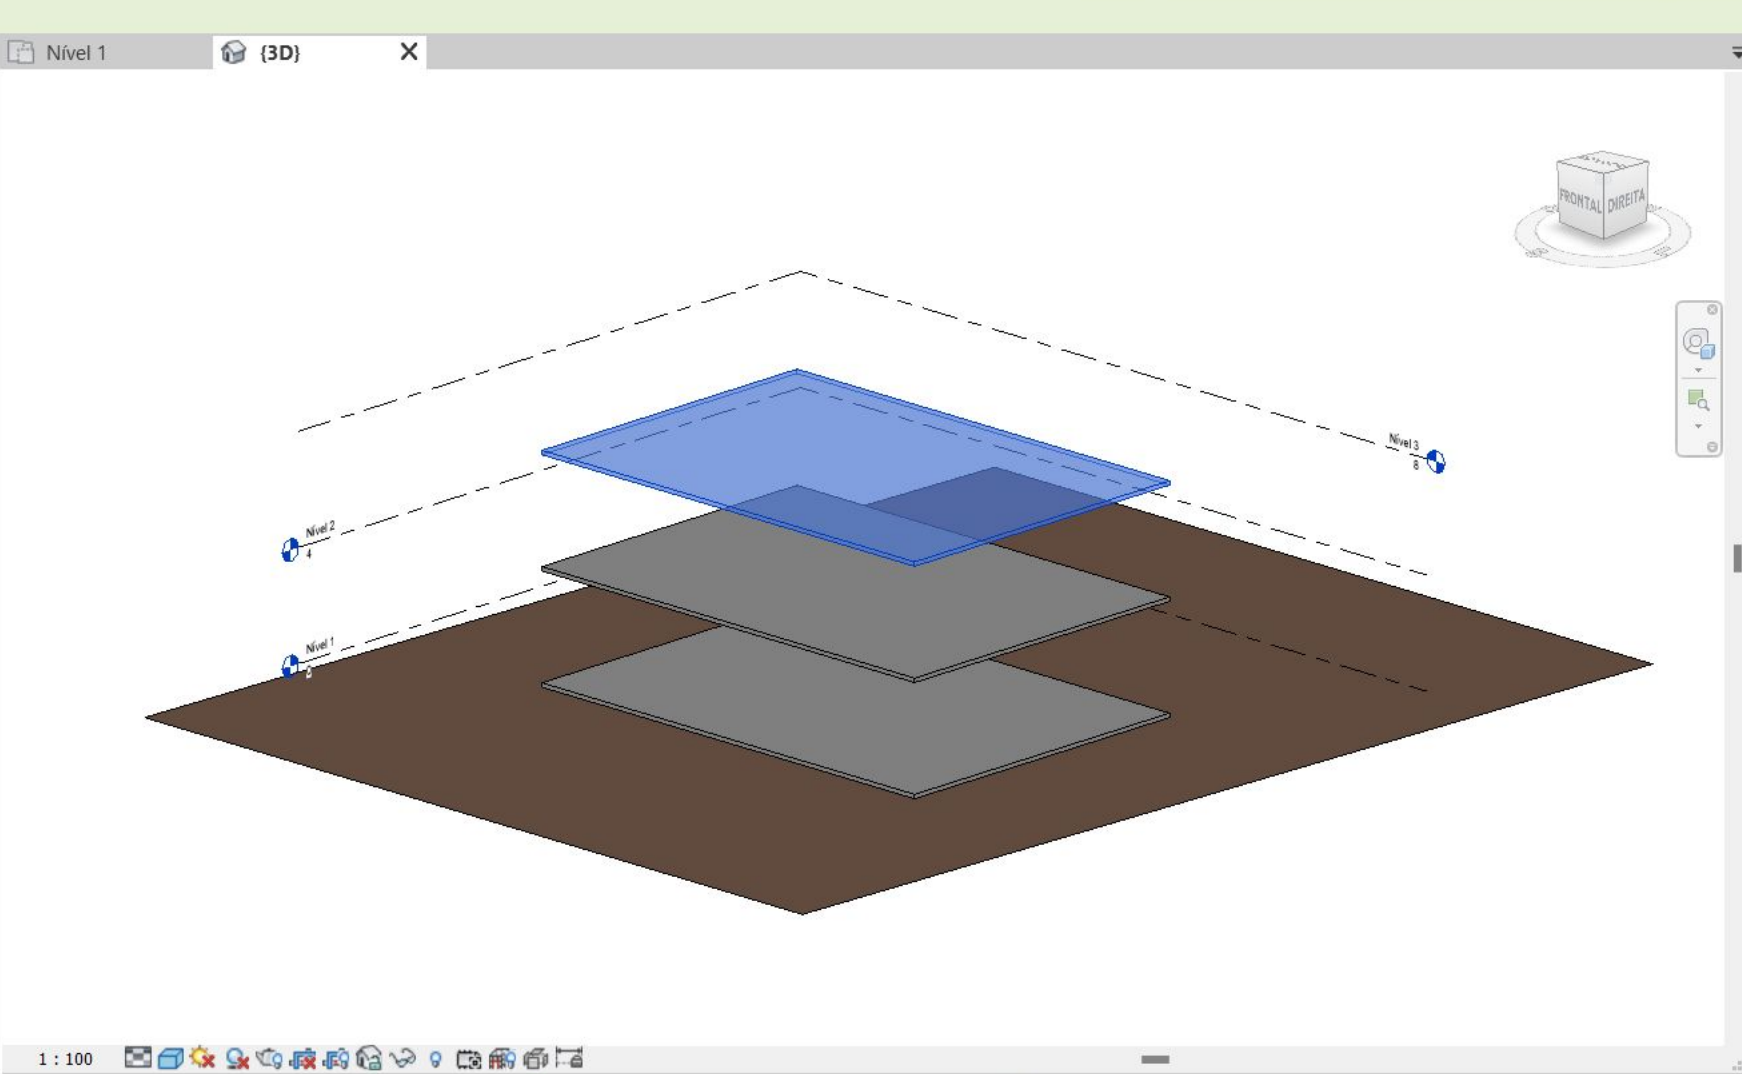 Nível 1
{3D}
FRONTAL
DIREITA
Nível 3
8
Nível 2
4
Nível 1
1 : 100